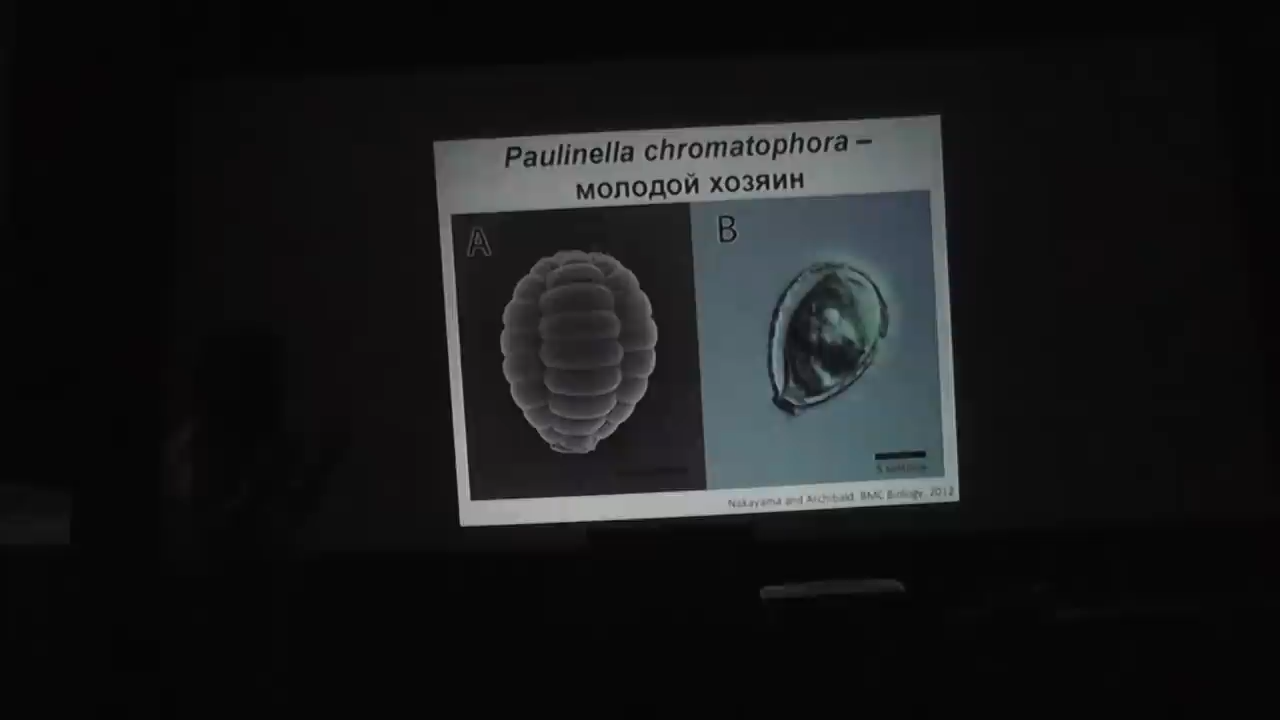 Paulinella chromatophora –
молодой хозяин
A
B
Nakayama and Archibald, BMC Biology, 2012